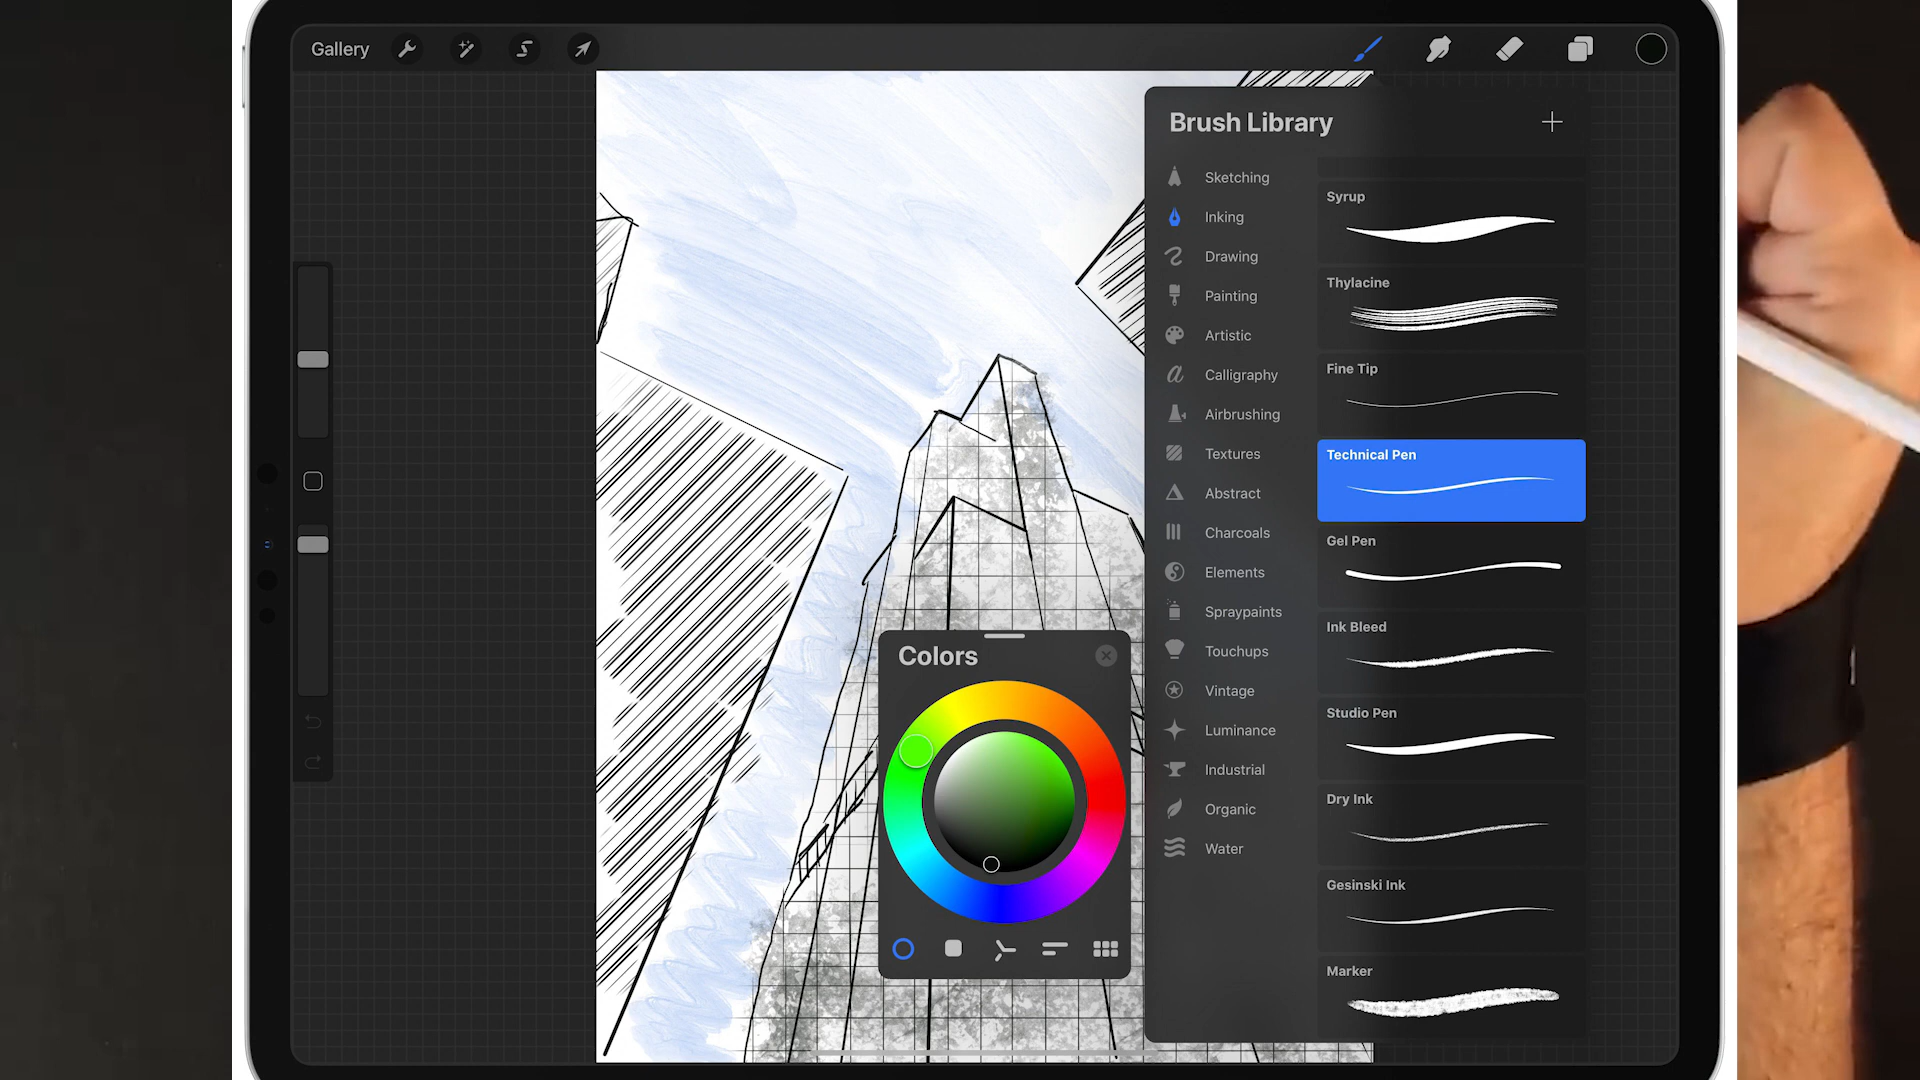 Gallery
Brush Library
Sketching
Inking
Drawing
Painting
Artistic
Calligraphy
Airbrushing
Textures
Abstract
Charcoals
Elements
Spraypaints
Touchups
Vintage
Luminance
Industrial
Organic
Water
Syrup
Thylacine
Fine Tip
Technical Pen
Gel Pen
Ink Bleed
Studio Pen
Dry Ink
Gesinski Ink
Marker
Colors